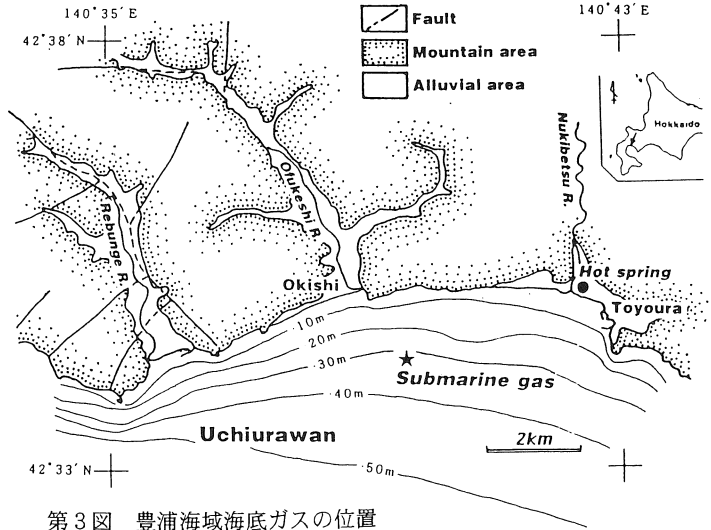 140°35′E
42°38′N
140°43′E
Fault
Mountain area
Alluvial area
Hokkaido
Nukibetsu R.
Ofukeshi R.
Rebunge R.
Okishi
Hot spring
Toyoura
10m
20m
30m
40m
50m
Submarine gas
Uchiurawan
2km
42°33′N
第3図 豊浦海域海底ガスの位置